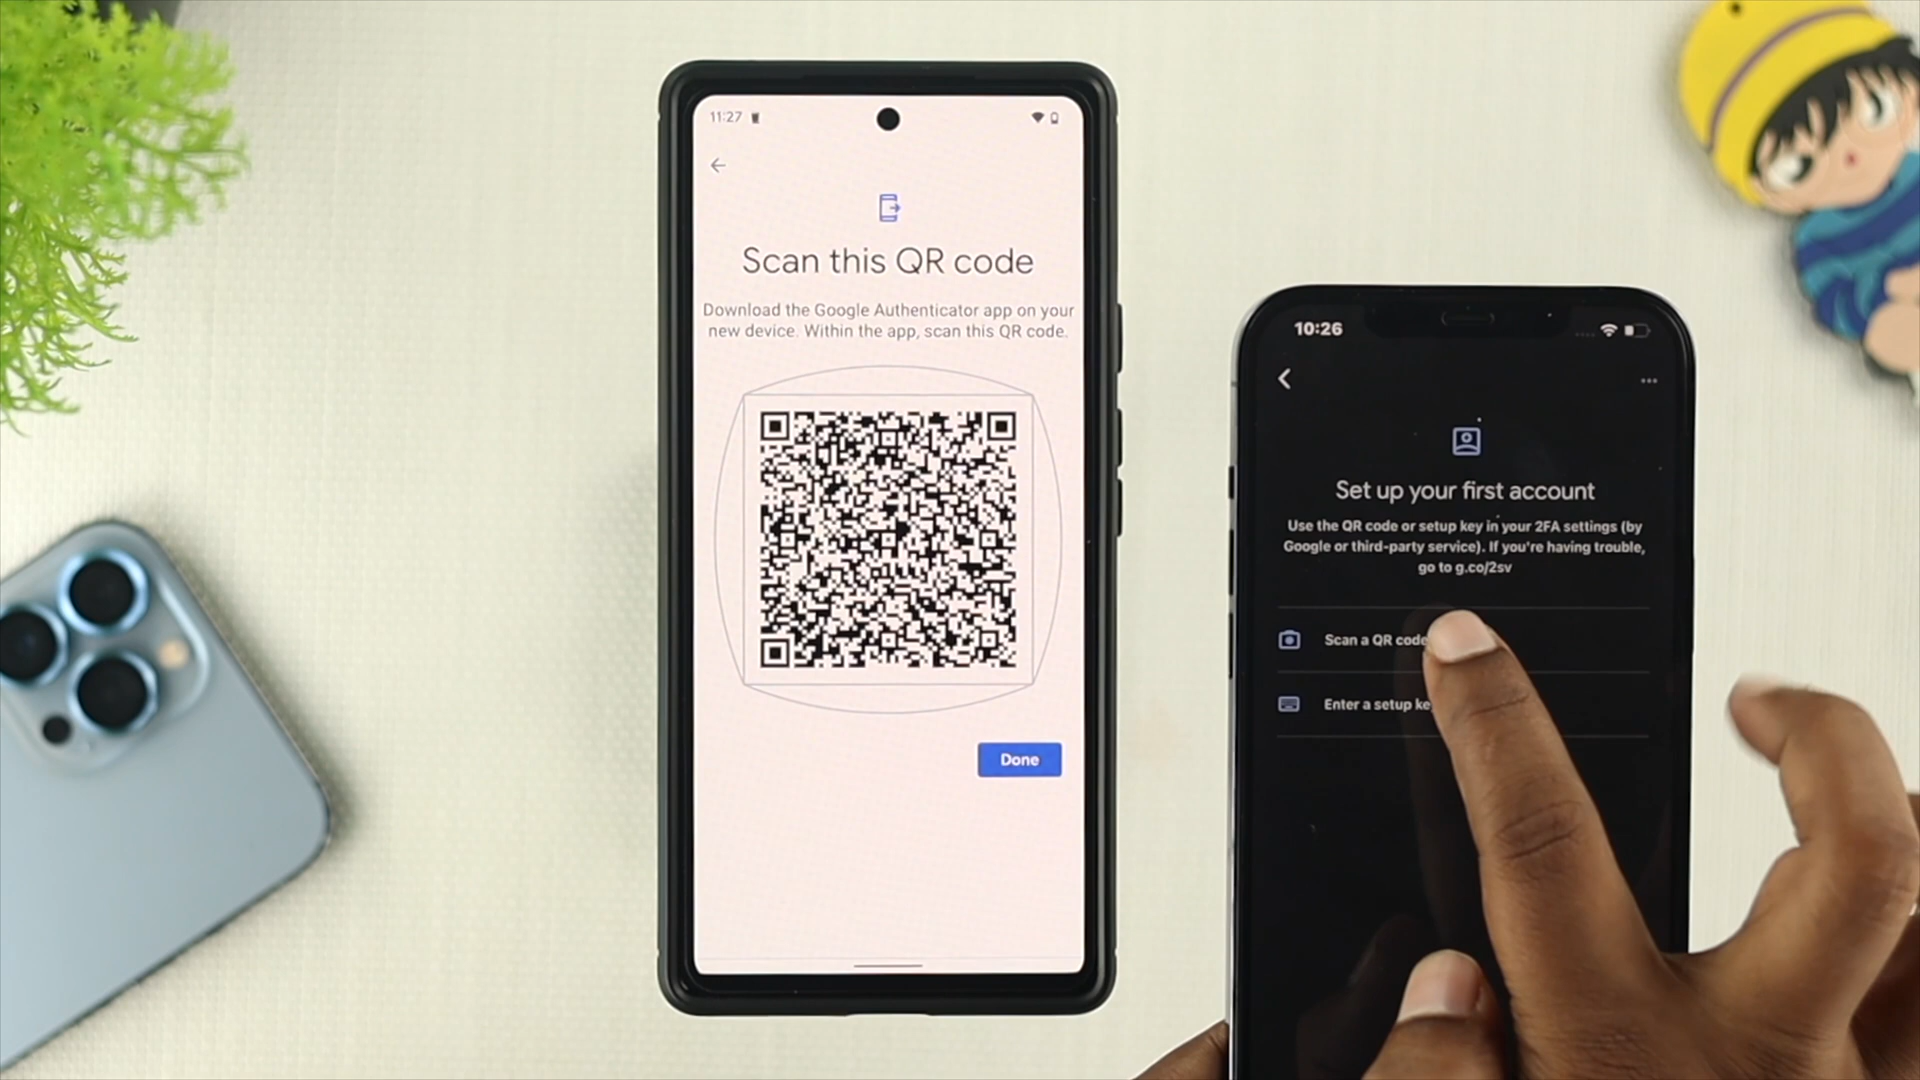 11:27
Scan this QR code
Download the Google Authenticator app on your
new device. Within the app, scan this QR code.
Done
10:26
Set up your first account
Use the QR code or setup key in your 2FA settings (by
Google or third-party service). If you're having trouble,
go to g.co/2sv
Scan a QR code
Enter a setup ke